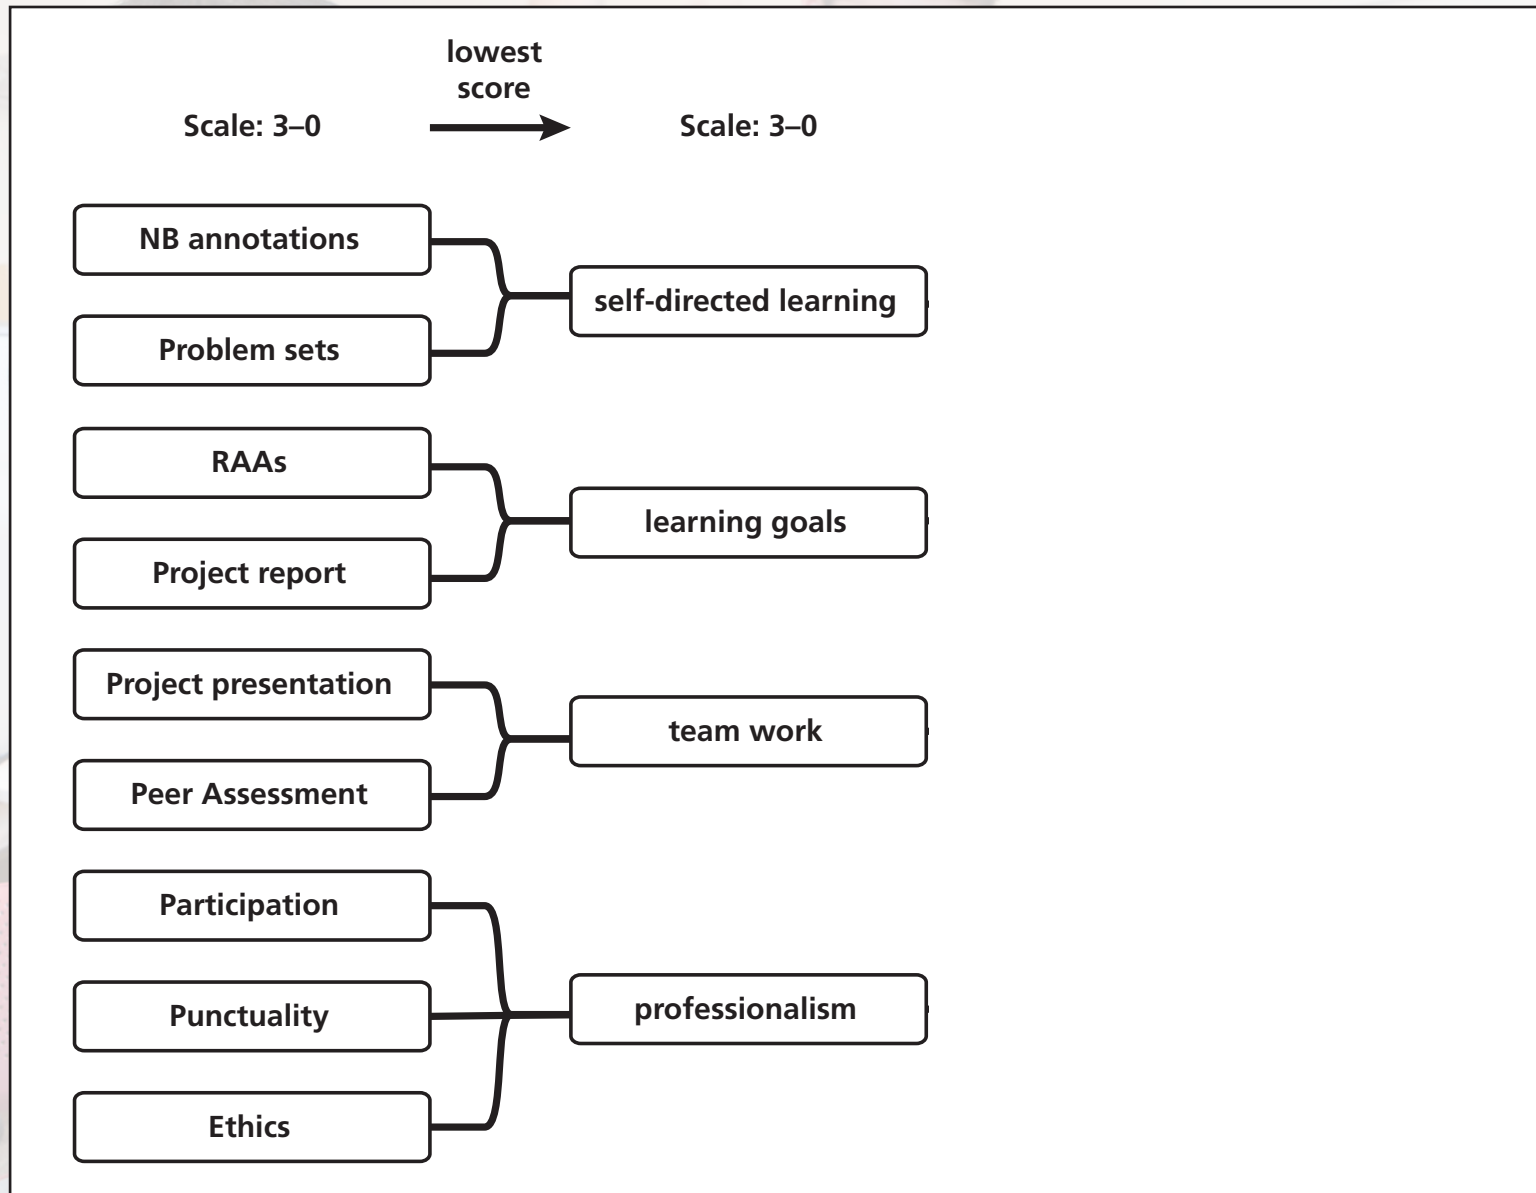 lowest
score
Scale: 3–0
Scale: 3–0
NB annotations
Problem sets
self-directed learning
RAAs
Project report
learning goals
Project presentation
Peer Assessment
team work
Participation
Punctuality
Ethics
professionalism